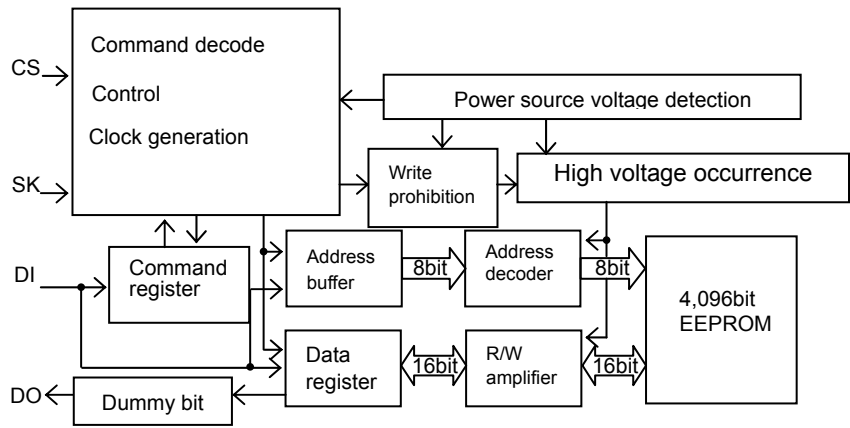 Command decode
CS
Control
Power source voltage detection
Clock generation
Write
prohibition
High voltage occurrence
SK
Address
buffer
8bit
Address
decoder
8bit
DI
Command
register
4,096bit
EEPROM
Data
register
16bit
R/W
amplifier
16bit
DO
Dummy bit